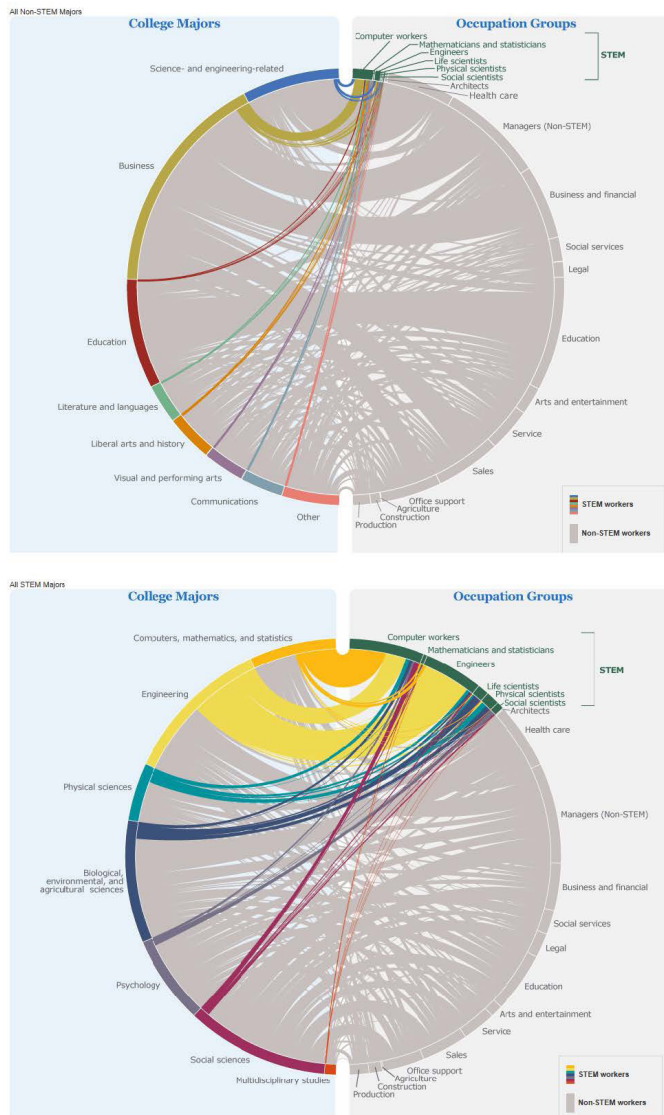 All Non-STEM Majors
College Majors
Occupation Groups
Computer workers
Mathematicians and statisticians
Engineers
Life scientists
Physical scientists
Social scientists
STEM
Architects
Health care
Science- and engineering-related
Managers (Non-STEM)
Business
Business and financial
Social services
Legal
Education
Education
Literature and languages
Arts and entertainment
Liberal arts and history
Service
Visual and performing arts
Sales
Communications
Other
Office support
Agriculture
Construction
Production
STEM workers
Non-STEM workers
All STEM Majors
College Majors
Occupation Groups
Computers, mathematics, and statistics
Computer workers
Mathematicians and statisticians
Engineers
Life scientists
Physical scientists
Social scientists
STEM
Architects
Engineering
Health care
Physical sciences
Managers (Non-STEM)
Biological,
environmental, and
agricultural sciences
Business and financial
Social services
Legal
Psychology
Education
Arts and entertainment
Service
Social sciences
Sales
Multidisciplinary studies
Office support
Agriculture
Construction
Production
STEM workers
Non-STEM workers